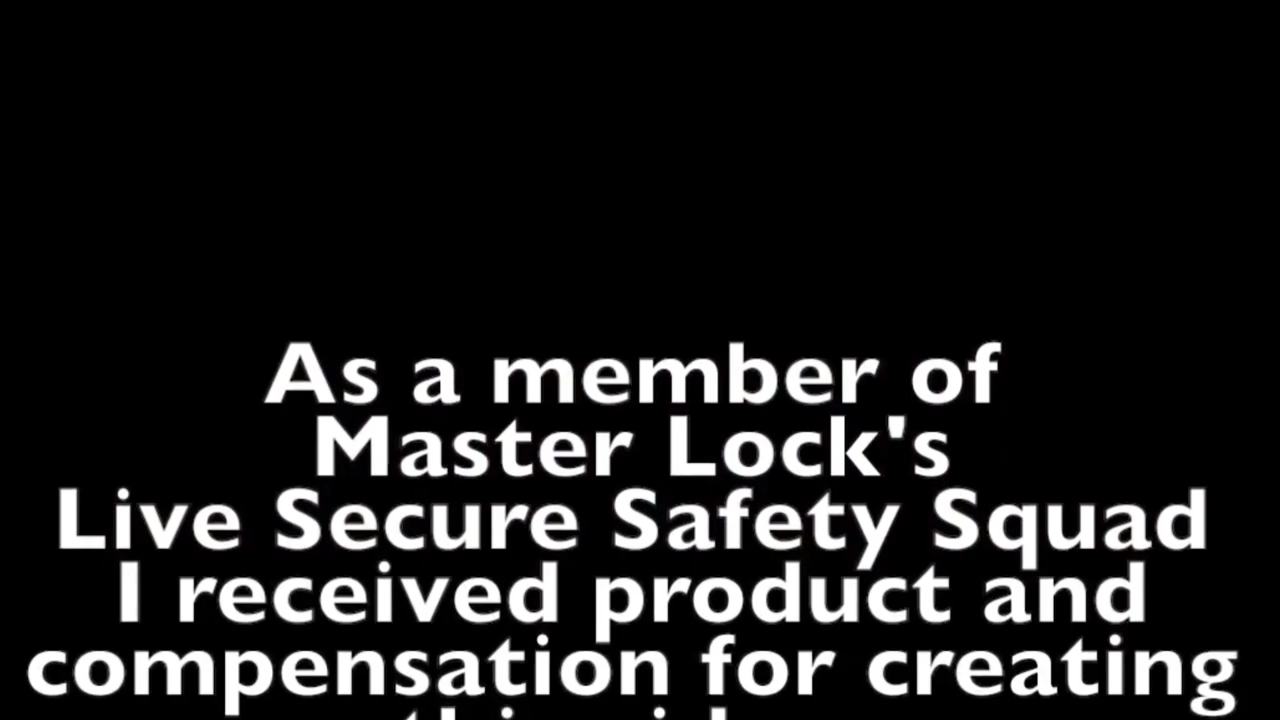 As a member of
Master Lock's
Live Secure Safety Squad
I received product and
compensation for creating